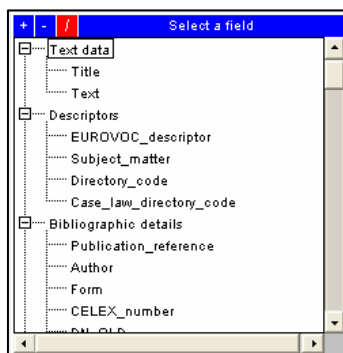 + - / Select a field
Text data
Title
Text
Descriptors
EUROVOC_descriptor
Subject_matter
Directory_code
Case_law_directory_code
Bibliographic details
Publication_reference
Author
Form
CELEX_number